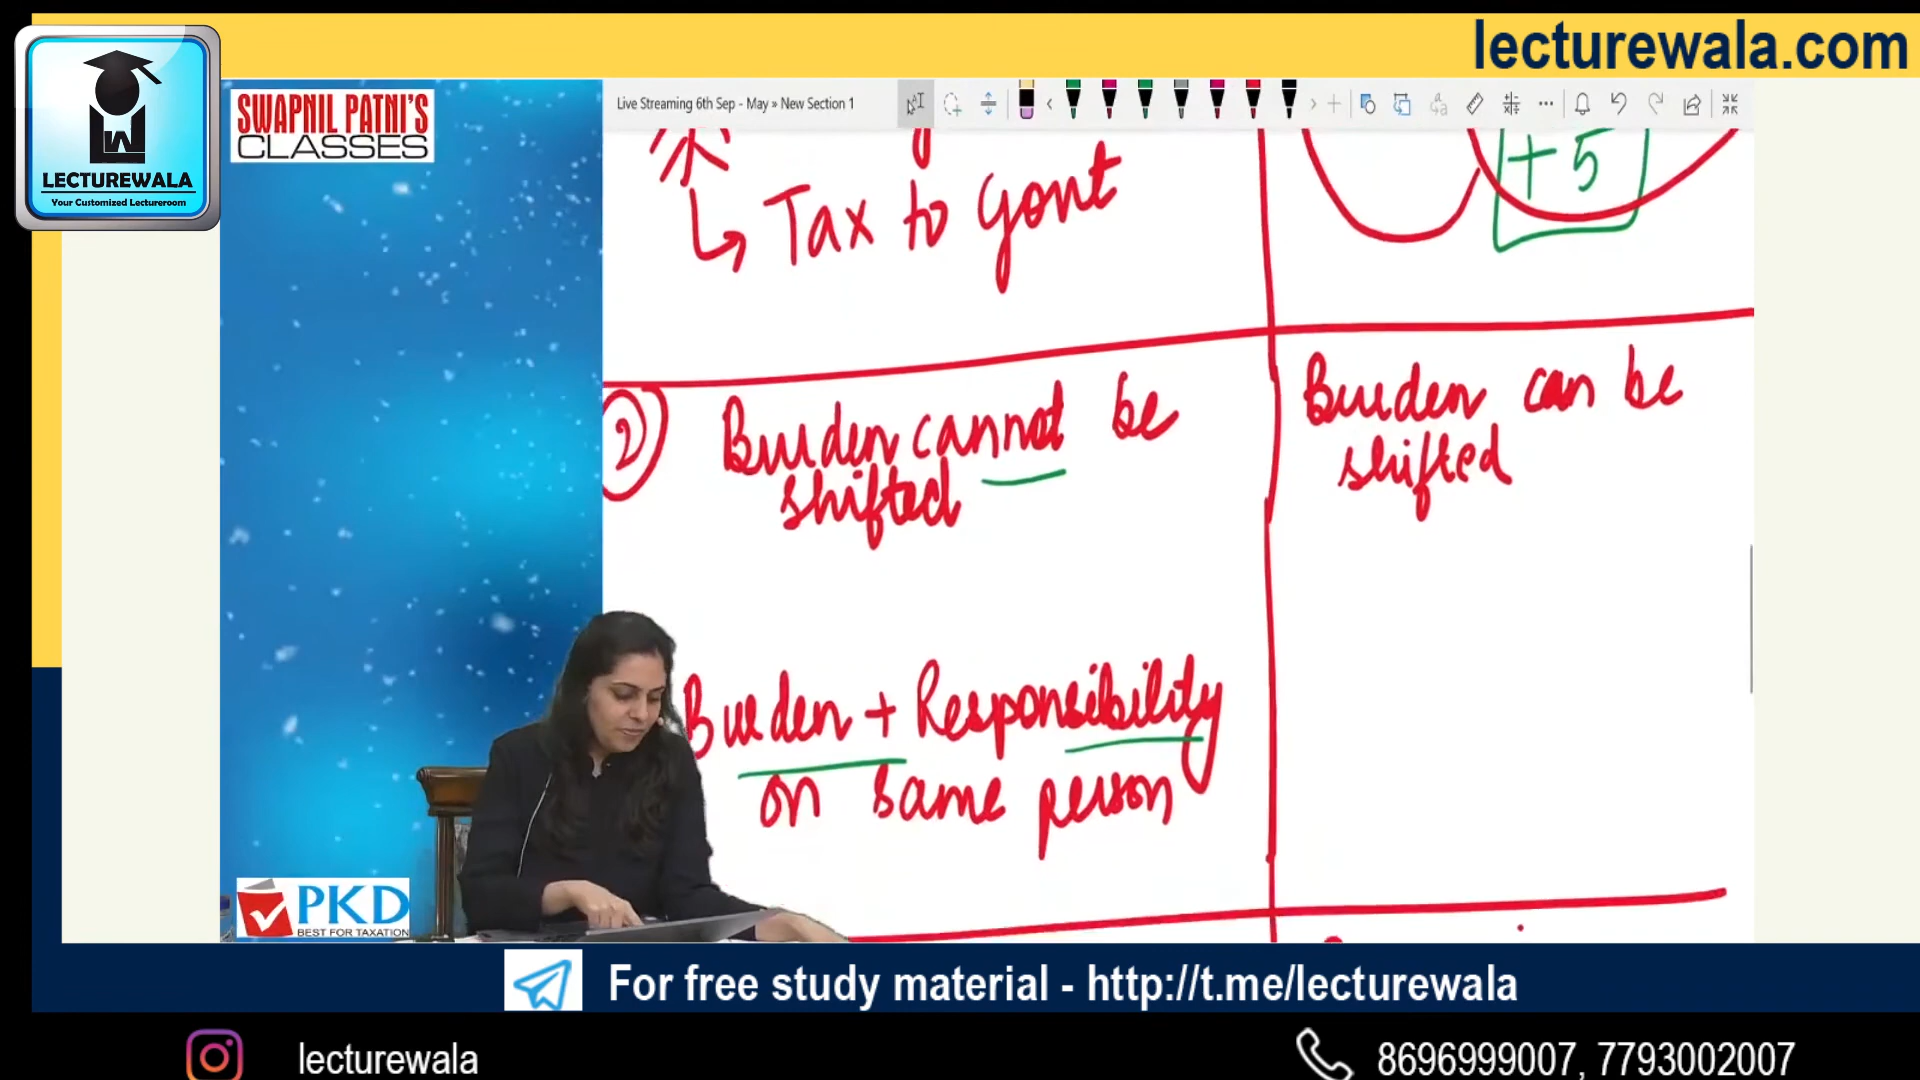 lecturewala.com
LW
LECTUREWALA
Your Customized Lectureroom
SWAPNIL PATNI'S
CLASSES
Live Streaming 6th Sep - May » New Section 1
+ 5
Tax to Govt
2
Burden cannot be
shifted
Burden can be
shifted
Burden + Responsibility
on same person
PKD
BEST FOR TAXATION
For free study material - http://t.me/lecturewala
lecturewala
8696999007, 7793002007